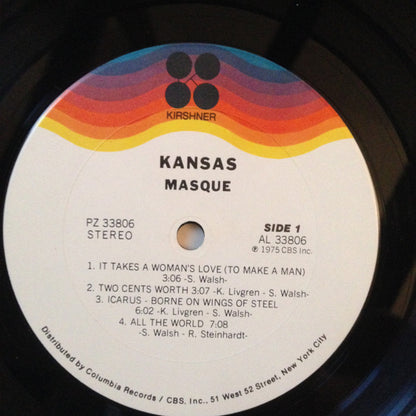 KIRSHNER
KANSAS
MASQUE
PZ 33806
STEREO
SIDE 1
AL 33806
℗ 1975 CBS Inc.
1. IT TAKES A WOMAN'S LOVE (TO MAKE A MAN)
3:06 -S. Walsh-
2. TWO CENTS WORTH 3:07 -K. Livgren - S. Walsh-
3. ICARUS - BORNE ON WINGS OF STEEL
6:02 -K. Livgren - S. Walsh-
4. ALL THE WORLD 7:08
-S. Walsh - R. Steinhardt-
Distributed by Columbia Records / CBS, Inc., 51 West 52 Street, New York City